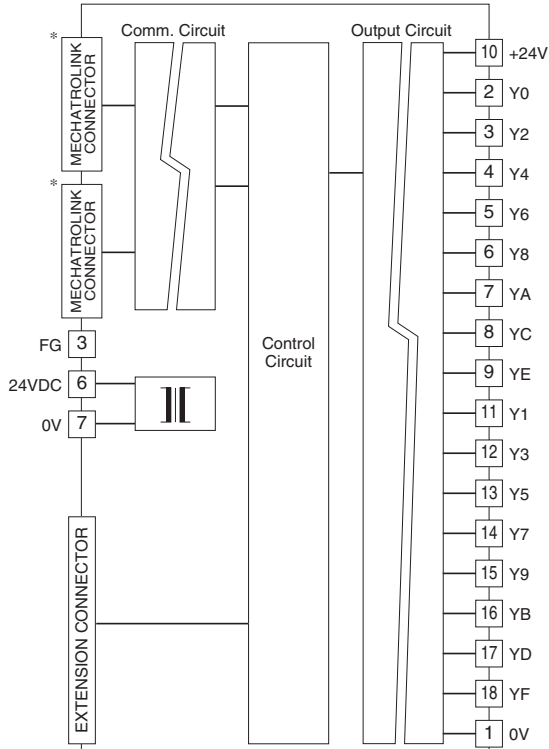 Comm. Circuit
Output Circuit
*
MECHATROLINK
CONNECTOR
*
MECHATROLINK
CONNECTOR
FG 3
24VDC 6
0V 7
EXTENSION CONNECTOR
Control
Circuit
10 +24V
2 Y0
3 Y2
4 Y4
5 Y6
6 Y8
7 YA
8 YC
9 YE
11 Y1
12 Y3
13 Y5
14 Y7
15 Y9
16 YB
17 YD
18 YF
1 0V